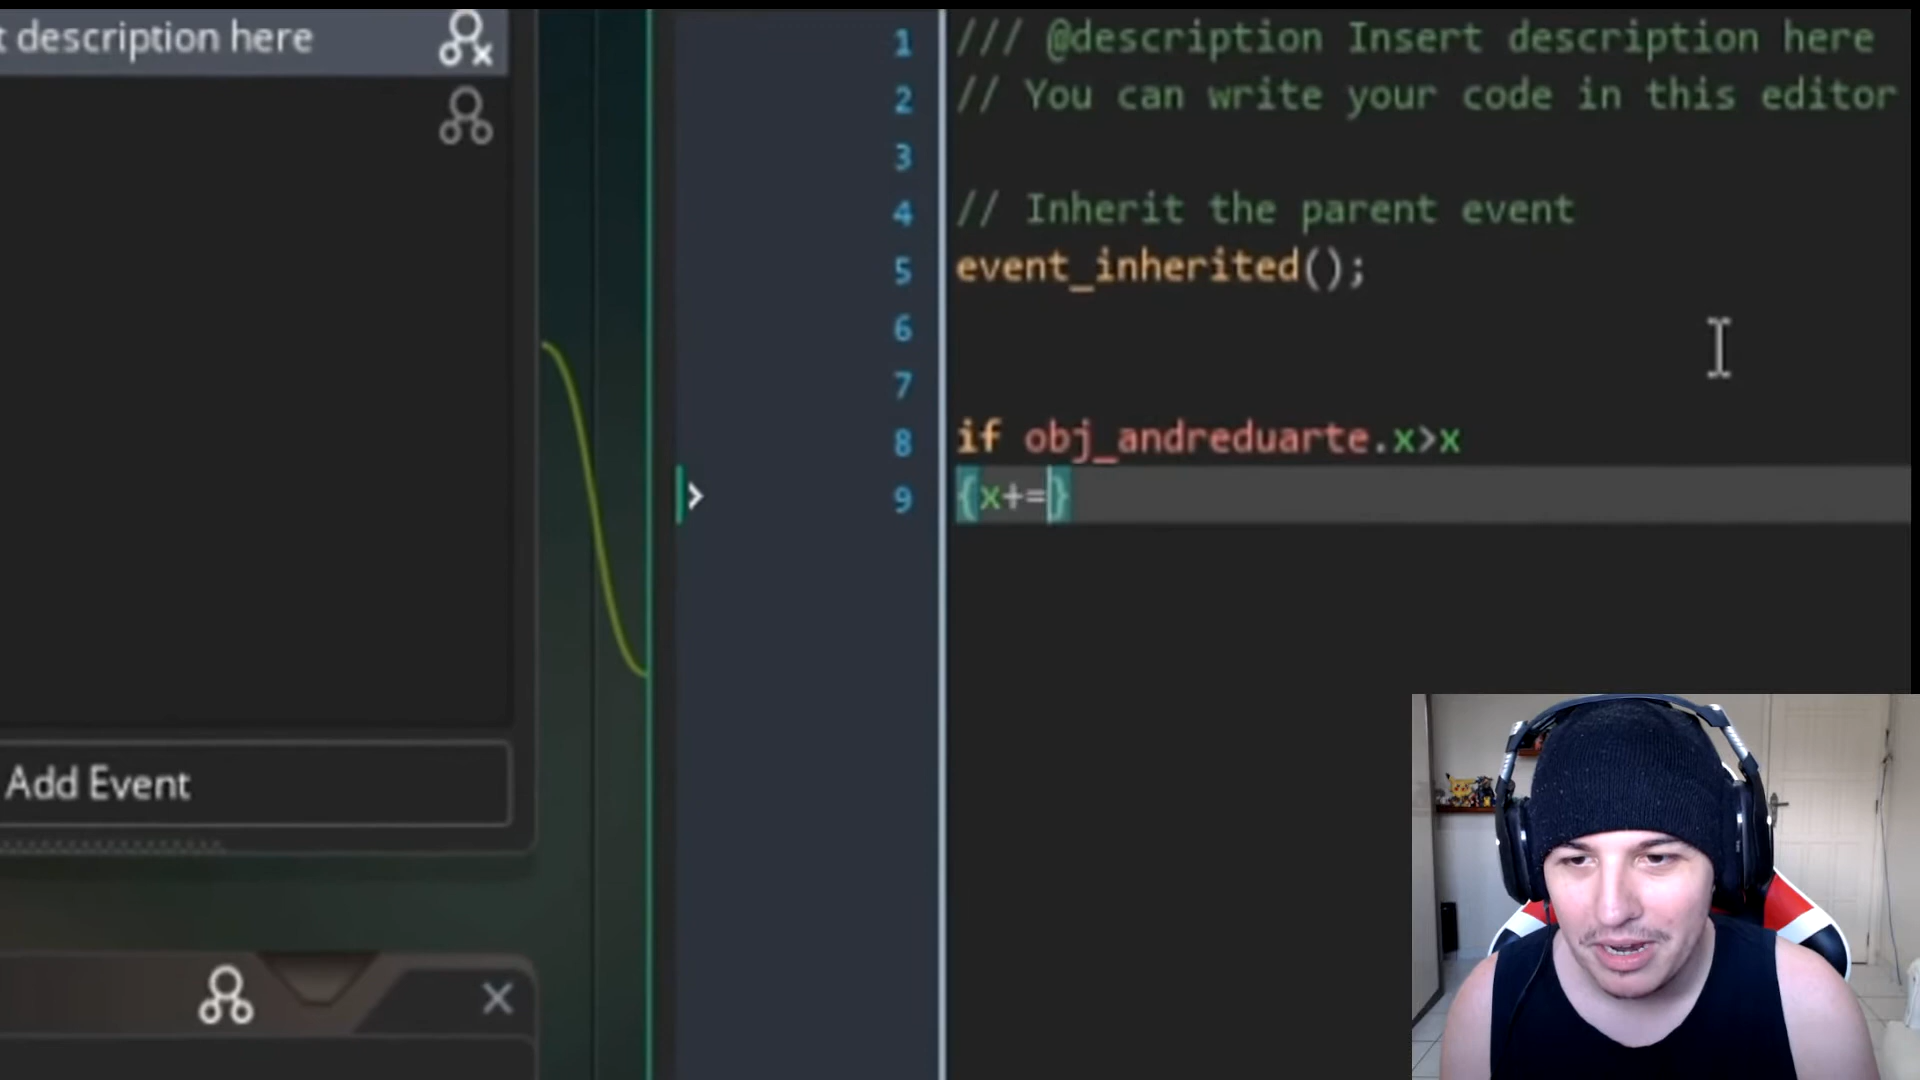 t description here
Add Event
1 /// @description Insert description here
2 // You can write your code in this editor
3
4 // Inherit the parent event
5 event_inherited();
6
7
8 if obj_andreduarte.x>x
9 {x+=}